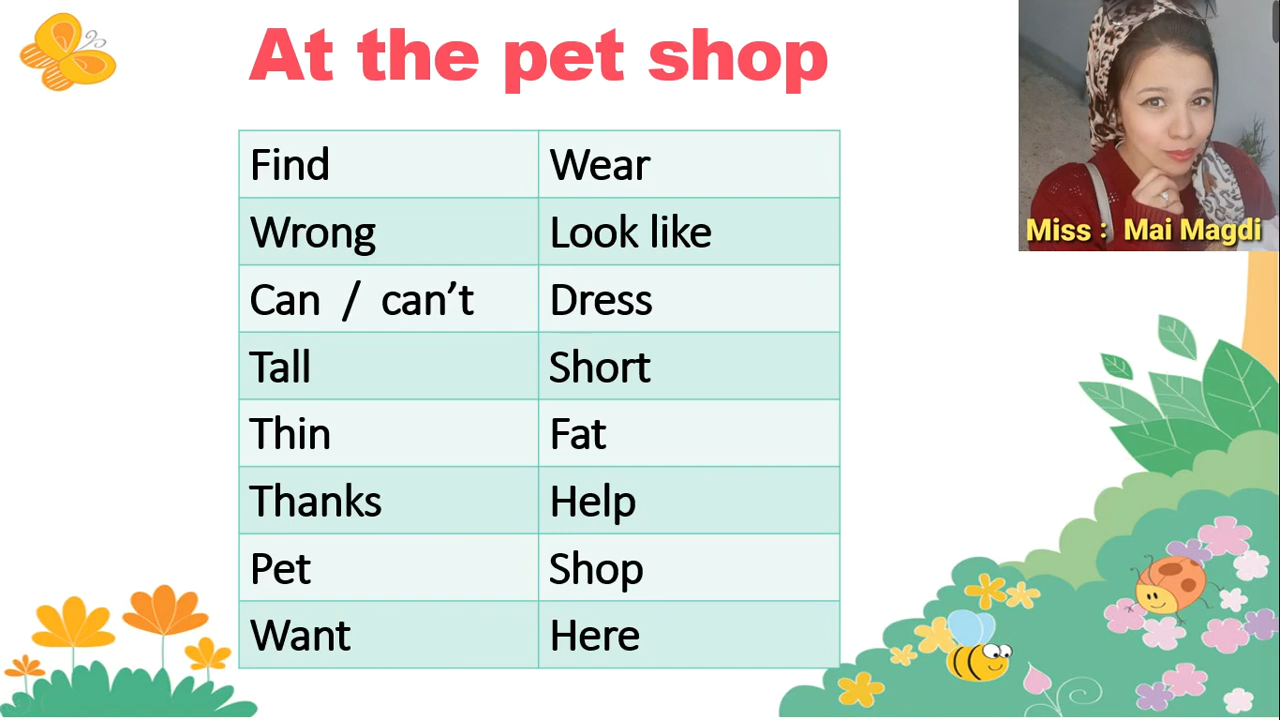 At the pet shop
Miss : Mai Magdi
Find Wear
Wrong Look like
Can / can’t Dress
Tall Short
Thin Fat
Thanks Help
Pet Shop
Want Here